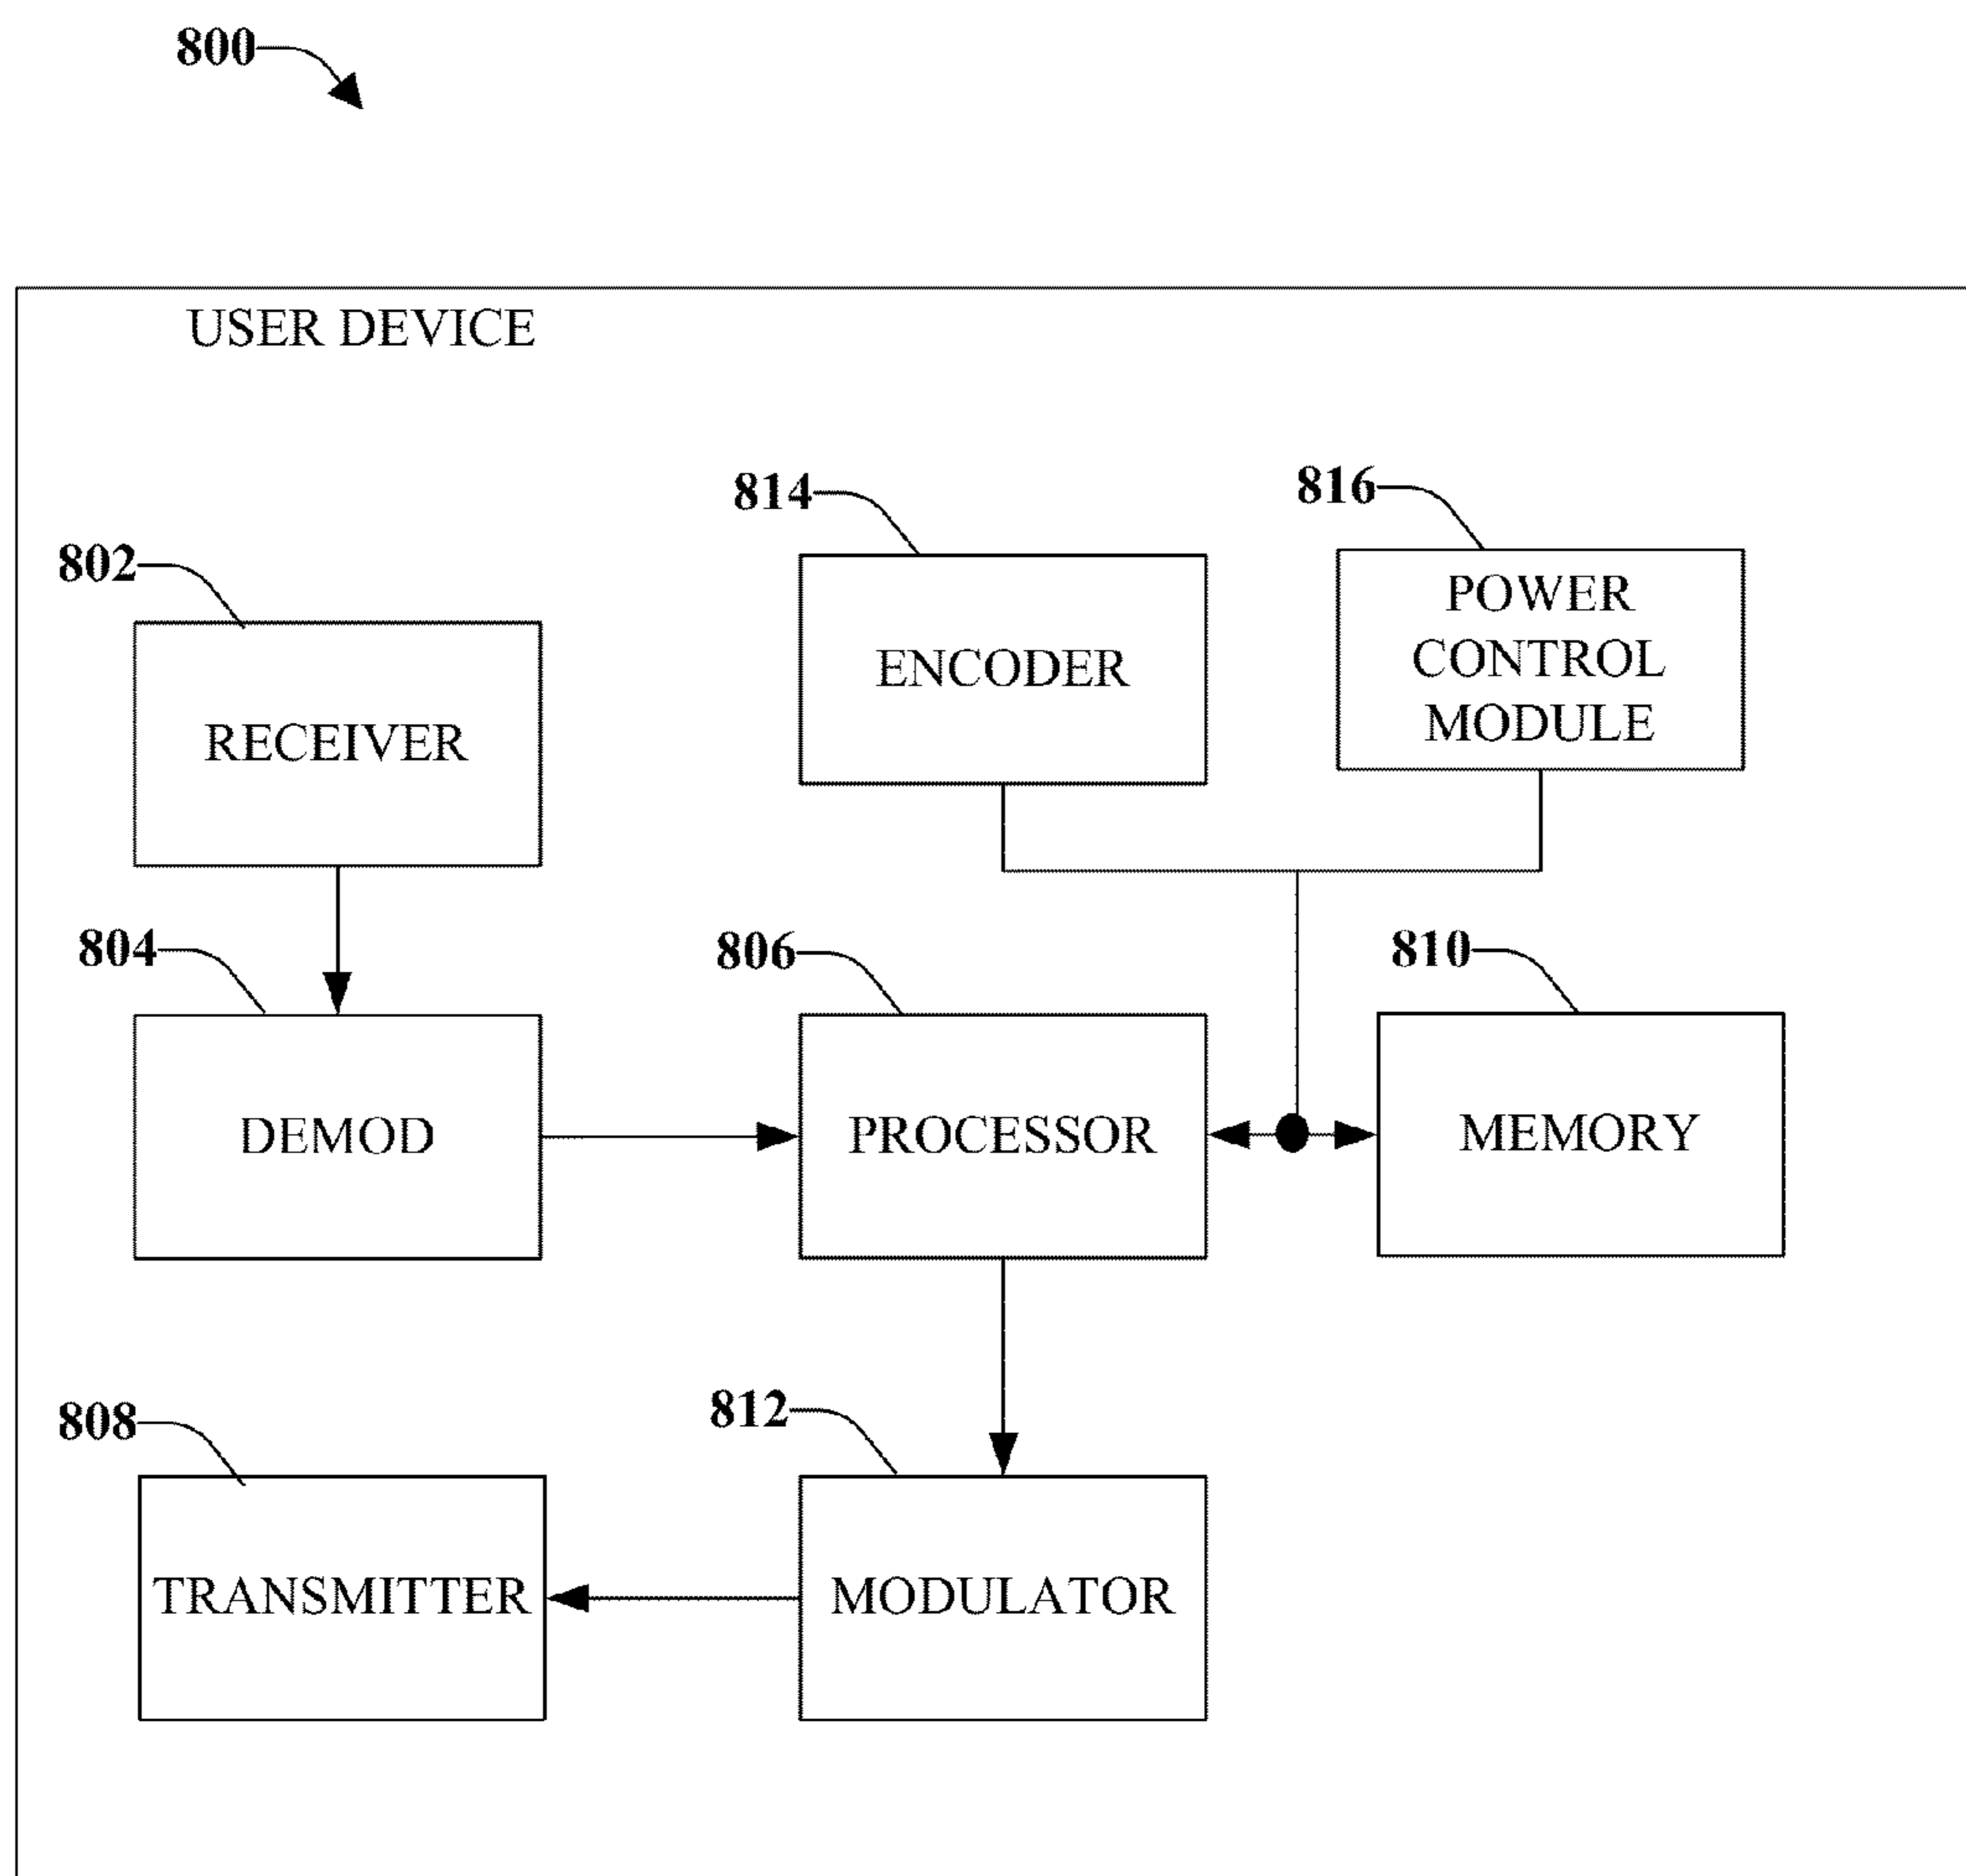 800
USER DEVICE
814
816
802
POWER
CONTROL
MODULE
ENCODER
RECEIVER
804
806
810
DEMOD
PROCESSOR
MEMORY
808
812
TRANSMITTER
MODULATOR